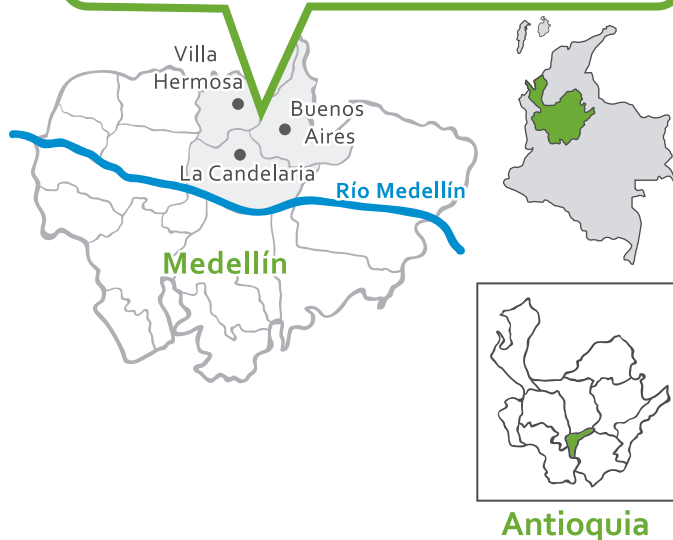 Villa
Hermosa
Buenos
Aires
La Candelaria
Río Medellín
Medellín
Antioquia